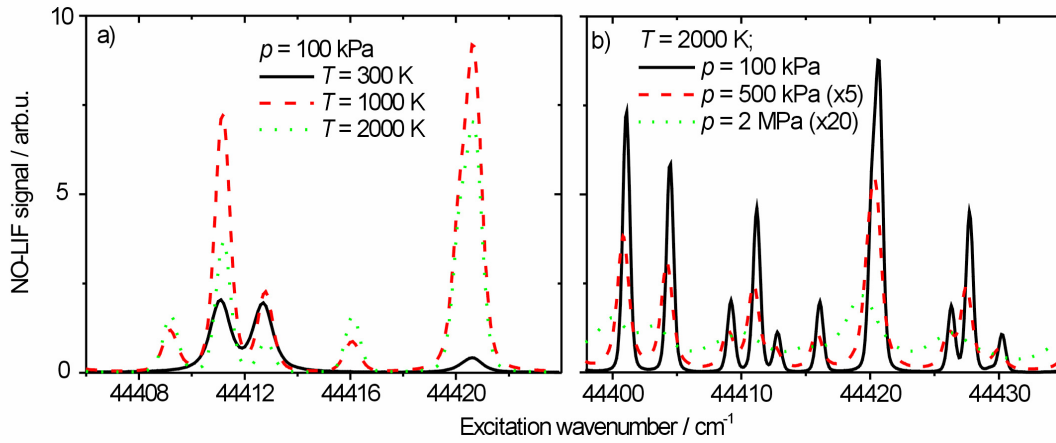 10
5
0
NO-LIF signal / arb.u.
a)
p = 100 kPa
T = 300 K
T = 1000 K
T = 2000 K
44408
44412
44416
44420
b)
T = 2000 K;
p = 100 kPa
p = 500 kPa (x5)
p = 2 MPa (x20)
44400
44410
44420
44430
Excitation wavenumber / cm⁻¹